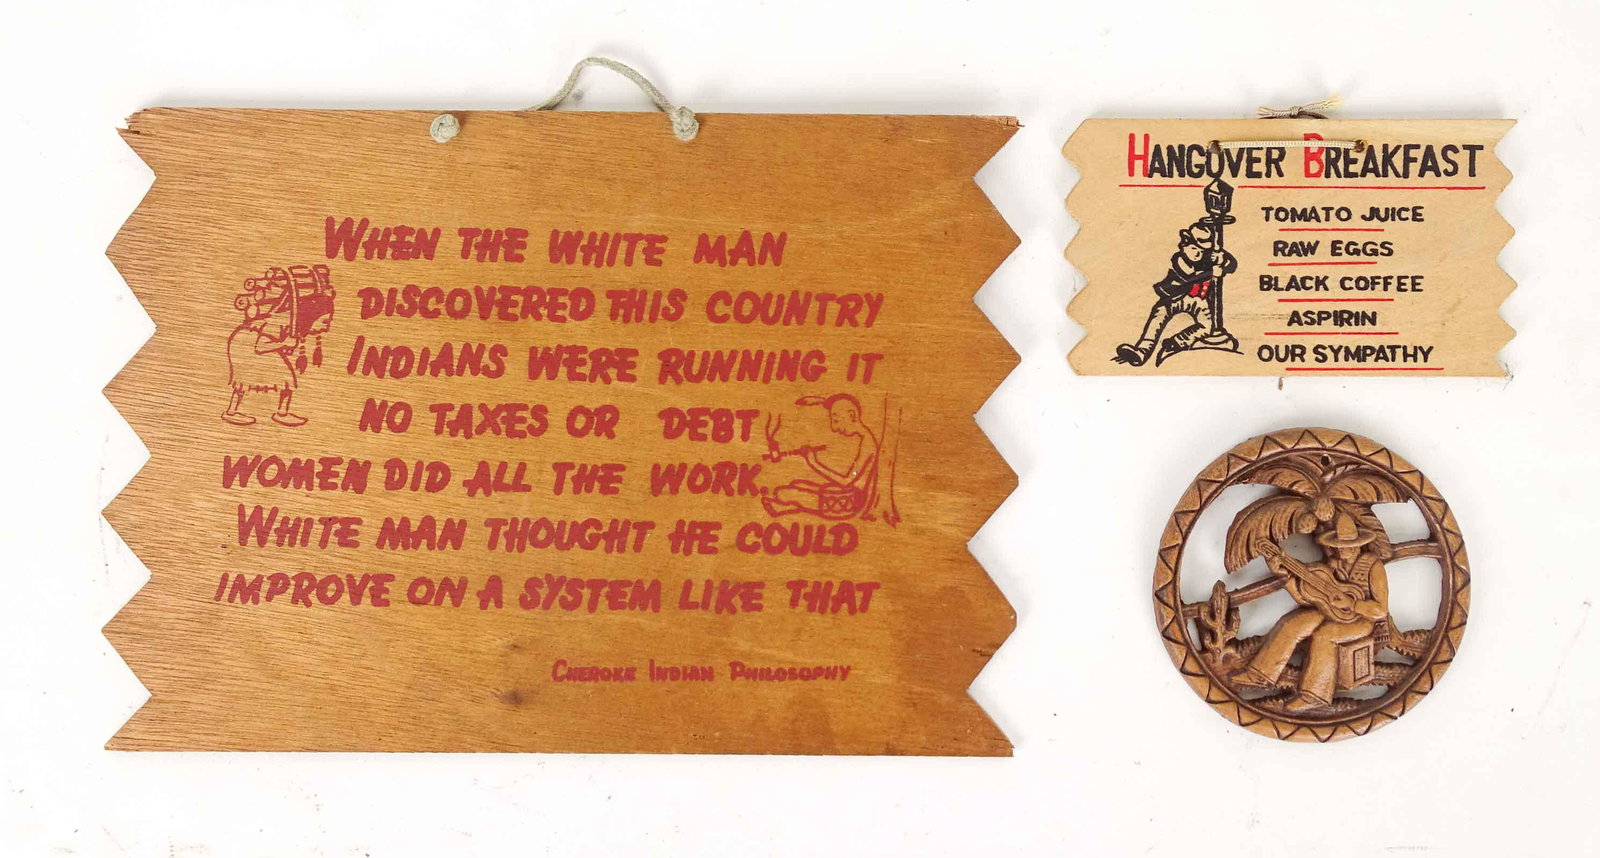 WHEN THE WHITE MAN
DISCOVERED THIS COUNTRY
INDIANS WERE RUNNING IT
NO TAXES OR DEBT
WOMEN DID ALL THE WORK.
WHITE MAN THOUGHT HE COULD
IMPROVE ON A SYSTEM LIKE THAT
CHEROKE INDIAN PHILOSOPHY
HANGOVER BREAKFAST
TOMATO JUICE
RAW EGGS
BLACK COFFEE
ASPIRIN
OUR SYMPATHY